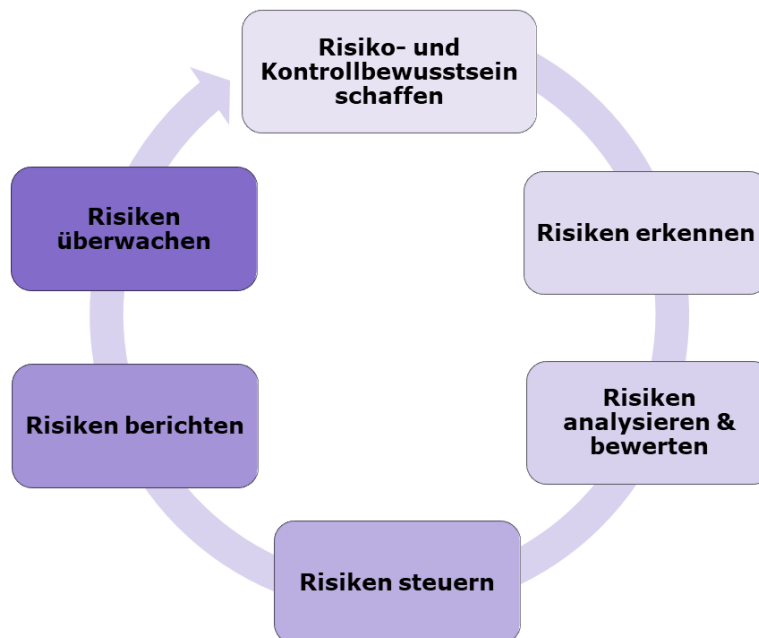 Risiko- und
Kontrollbewusstsein
schaffen
Risiken erkennen
Risiken
analysieren &
bewerten
Risiken steuern
Risiken berichten
Risiken
überwachen